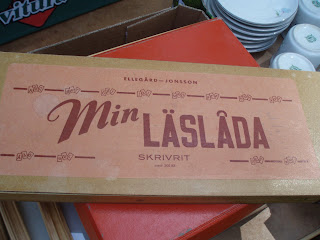 ELLEGÅRD — JONSSON
Min LÄSLÅDA
SKRIVRIT